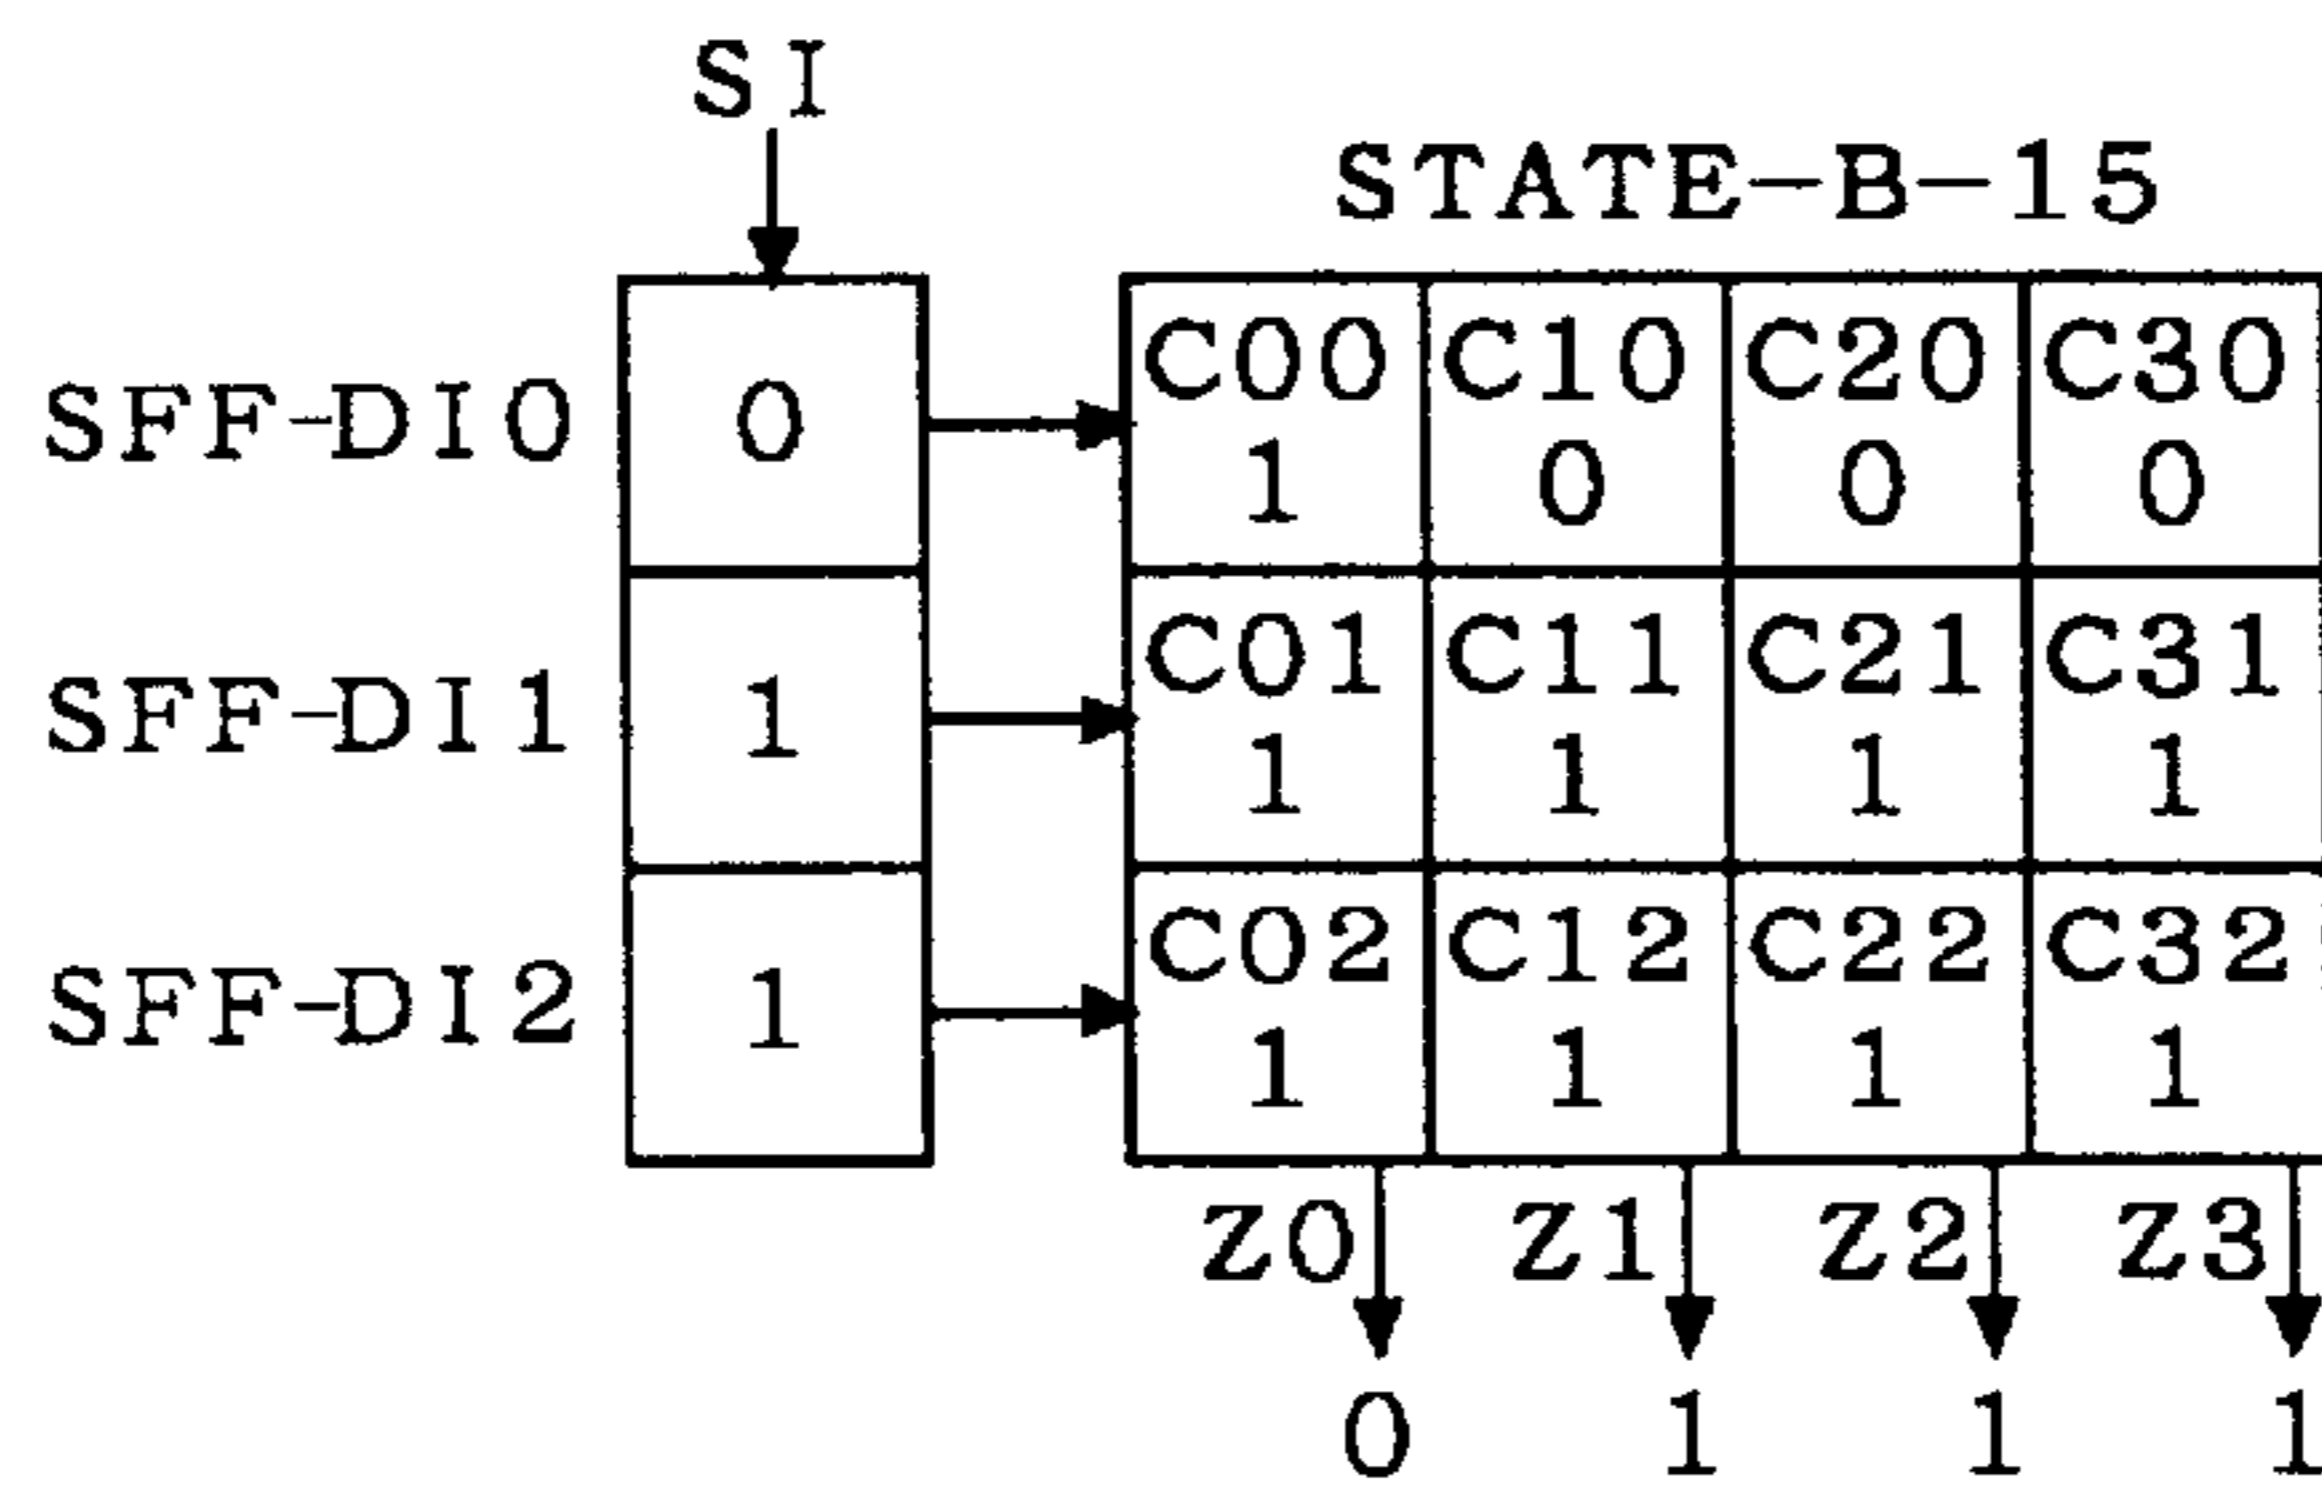 SI
STATE-B-15
C00 C10 C20 C30
SFF-DI0 0 1 0 0 0
C01 C11 C21 C31
SFF-DI1 1 1 1 1 1
C02 C12 C22 C32
SFF-DI2 1 1 1 1 1
Z0 Z1 Z2 Z3
0 1 1 1